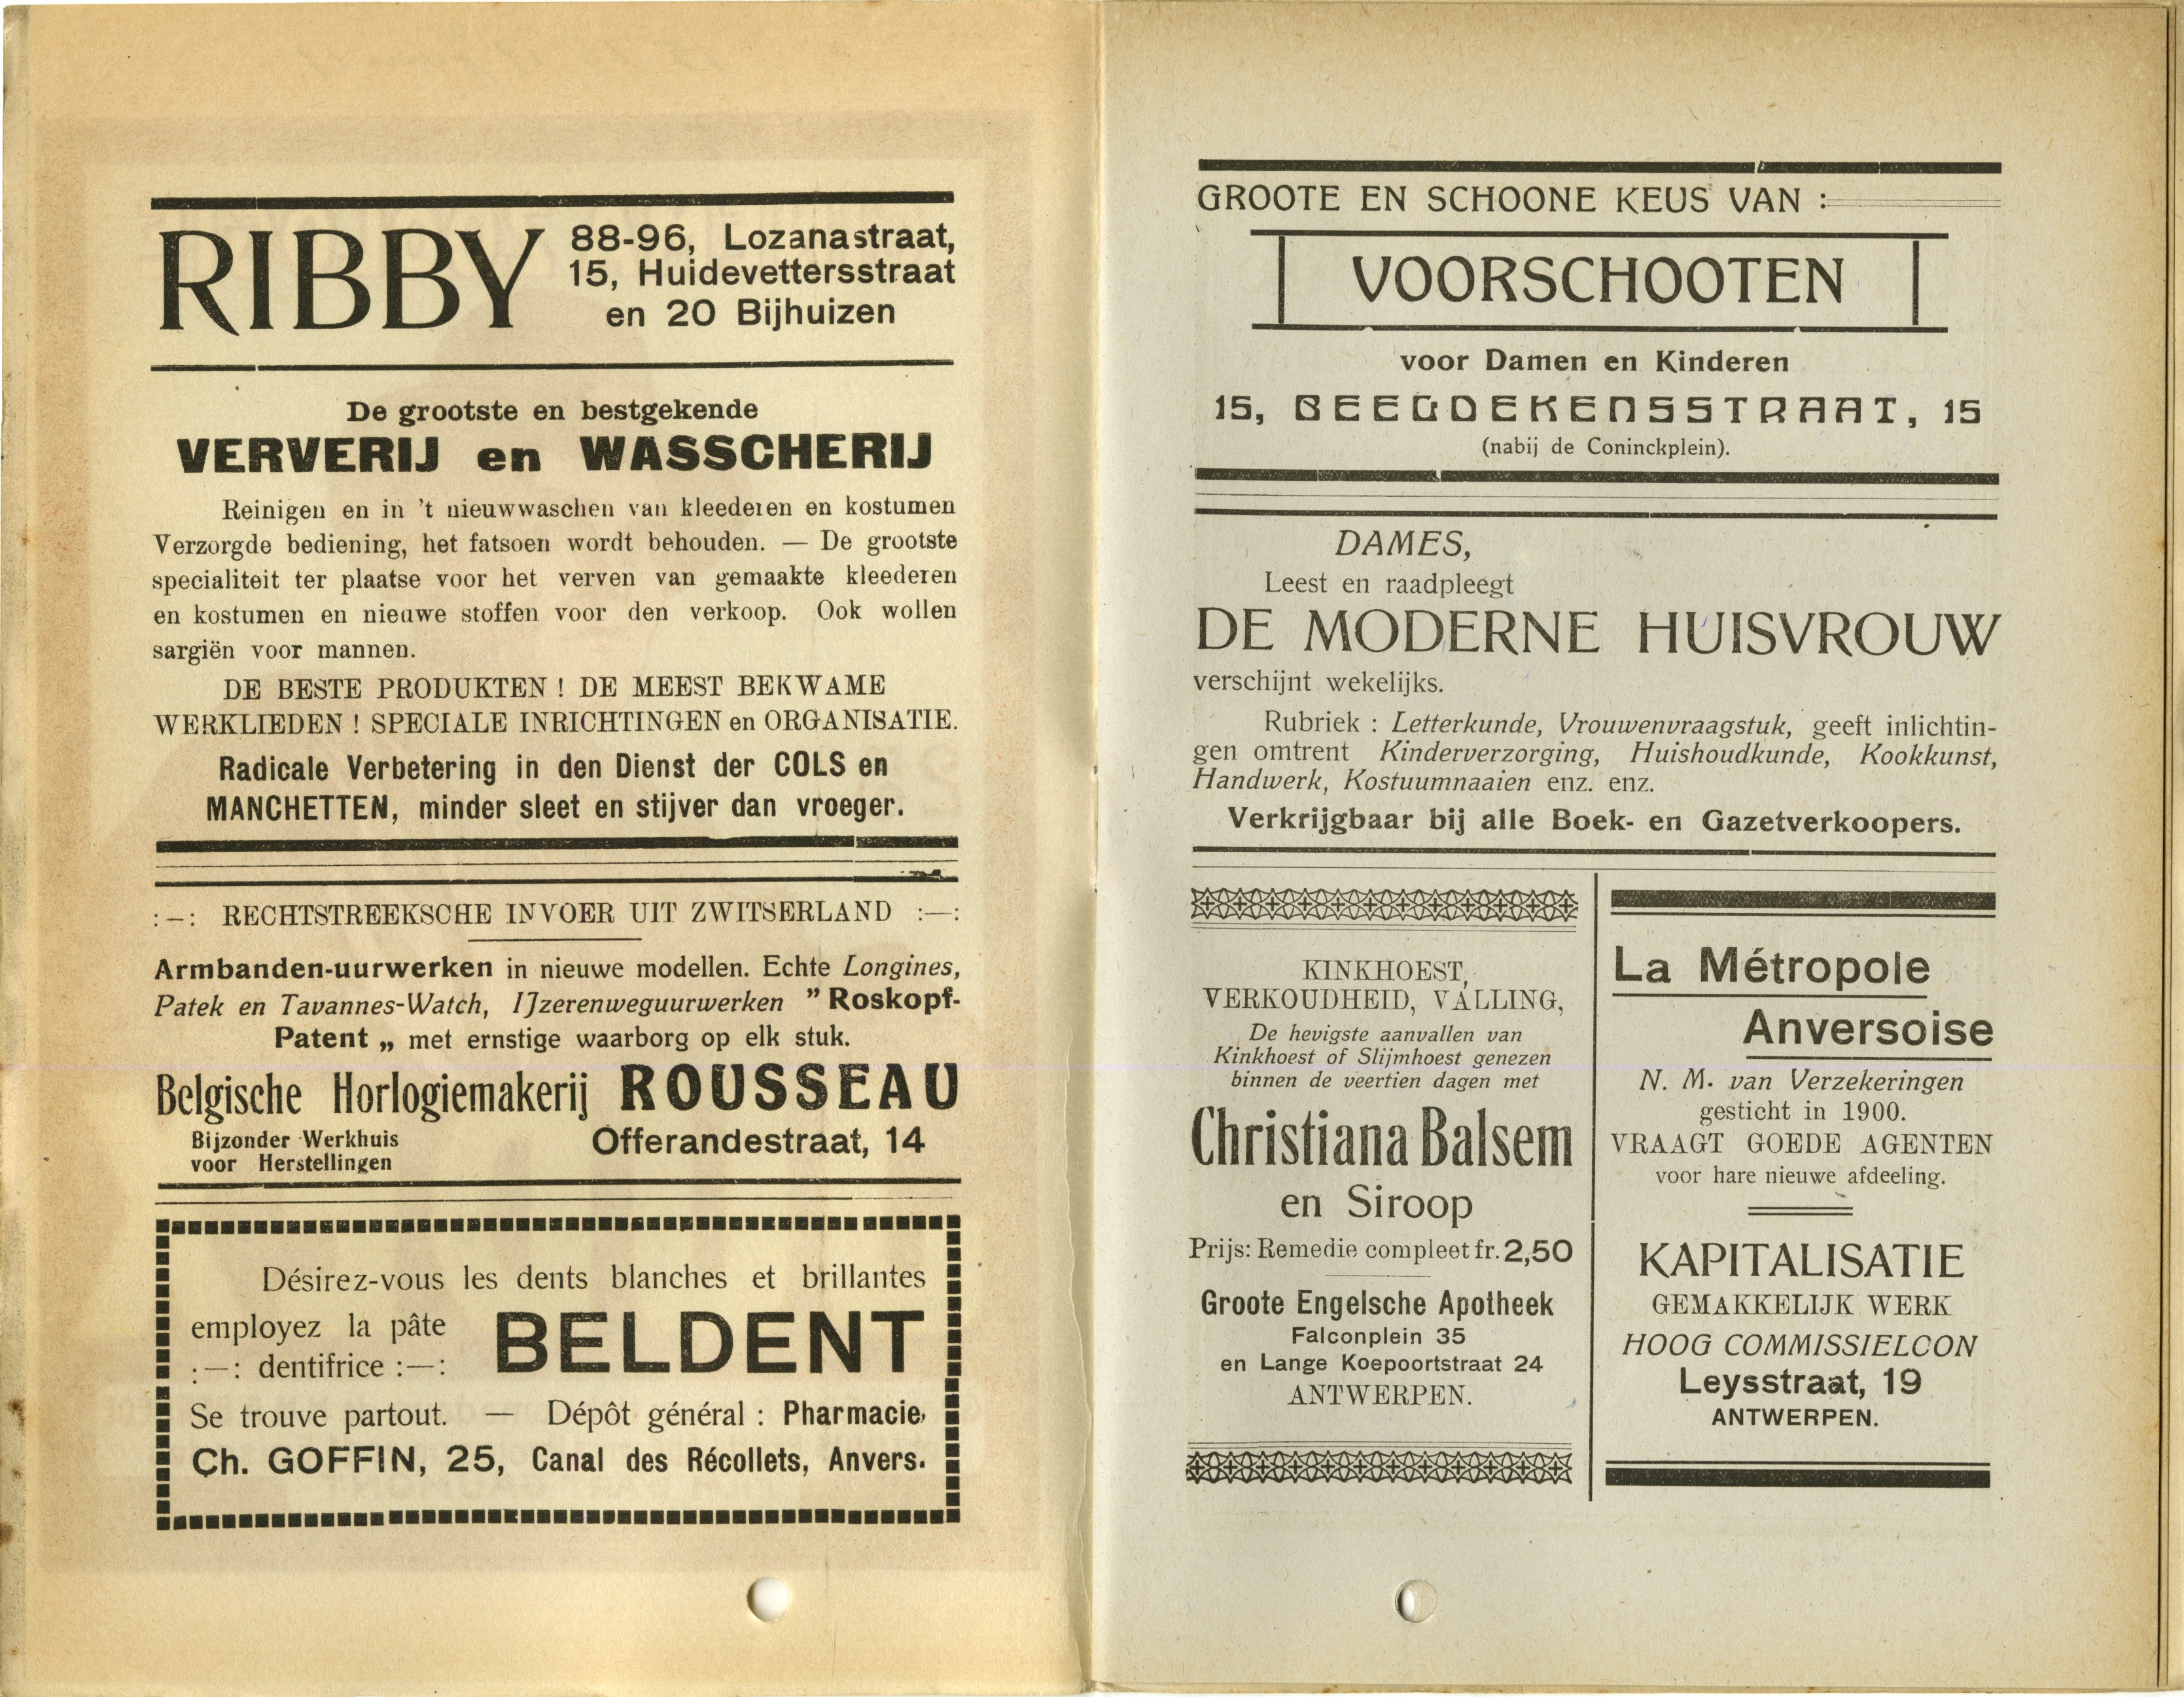 RIBBY
88-96, Lozanastraat,
15, Huidevettersstraat
en 20 Bijhuizen
De grootste en bestgekende
VERVERIJ en WASSCHERIJ
Reinigen en in 't nieuwwaschen van kleederen en kostumen
Verzorgde bediening, het fatsoen wordt behouden. — De grootste
specialiteit ter plaatse voor het verven van gemaakte kleederen
en kostumen en nieuwe stoffen voor den verkoop. Ook wollen
sargiën voor mannen.
DE BESTE PRODUKTEN ! DE MEEST BEKWAME
WERKLIEDEN ! SPECIALE INRICHTINGEN en ORGANISATIE.
Radicale Verbetering in den Dienst der COLS en
MANCHETTEN, minder sleet en stijver dan vroeger.
:—: RECHTSTREEKSCHE INVOER UIT ZWITSERLAND :—:
Armbanden-uurwerken in nieuwe modellen. Echte Longines,
Patek en Tavannes-Watch, IJzerenweguurwerken ” Roskopf-
Patent „ met ernstige waarborg op elk stuk.
Belgische Horlogiemakerij ROUSSEAU
Bijzonder Werkhuis
voor Herstellingen
Offerandestraat, 14
Désirez-vous les dents blanches et brillantes
employez la pâte
:—: dentifrice :—:
BELDENT
Se trouve partout. — Dépôt général : Pharmacie,
Ch. GOFFIN, 25, Canal des Récollets, Anvers.
GROOTE EN SCHOONE KEUS VAN :
VOORSCHOOTEN
voor Damen en Kinderen
15, BEEGDEKENSSTRAAT, 15
(nabij de Coninckplein).
DAMES,
Leest en raadpleegt
DE MODERNE HUISVROUW
verschijnt wekelijks.
Rubriek : Letterkunde, Vrouwenvraagstuk, geeft inlichtin-
gen omtrent Kinderverzorging, Huishoudkunde, Kookkunst,
Handwerk, Kostuumnaaien enz. enz.
Verkrijgbaar bij alle Boek- en Gazetverkoopers.
KINKHOEST,
VERKOUDHEID, VALLING,
De hevigste aanvallen van
Kinkhoest of Slijmhoest genezen
binnen de veertien dagen met
Christiana Balsem
en Siroop
Prijs: Remedie compleet fr. 2,50
Groote Engelsche Apotheek
Falconplein 35
en Lange Koepoortstraat 24
ANTWERPEN.
La Métropole
Anversoise
N. M. van Verzekeringen
gesticht in 1900.
VRAAGT GOEDE AGENTEN
voor hare nieuwe afdeeling.
KAPITALISATIE
GEMAKKELIJK WERK
HOOG COMMISSIELOON
Leysstraat, 19
ANTWERPEN.